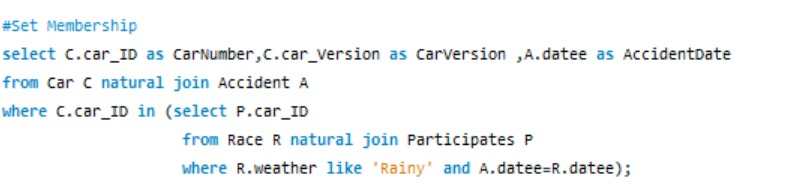 #Set Membership
select C.car_ID as CarNumber,C.car_Version as CarVersion ,A.datee as AccidentDate
from Car C natural join Accident A
where C.car_ID in (select P.car_ID
from Race R natural join Participates P
where R.weather like 'Rainy' and A.datee=R.datee);